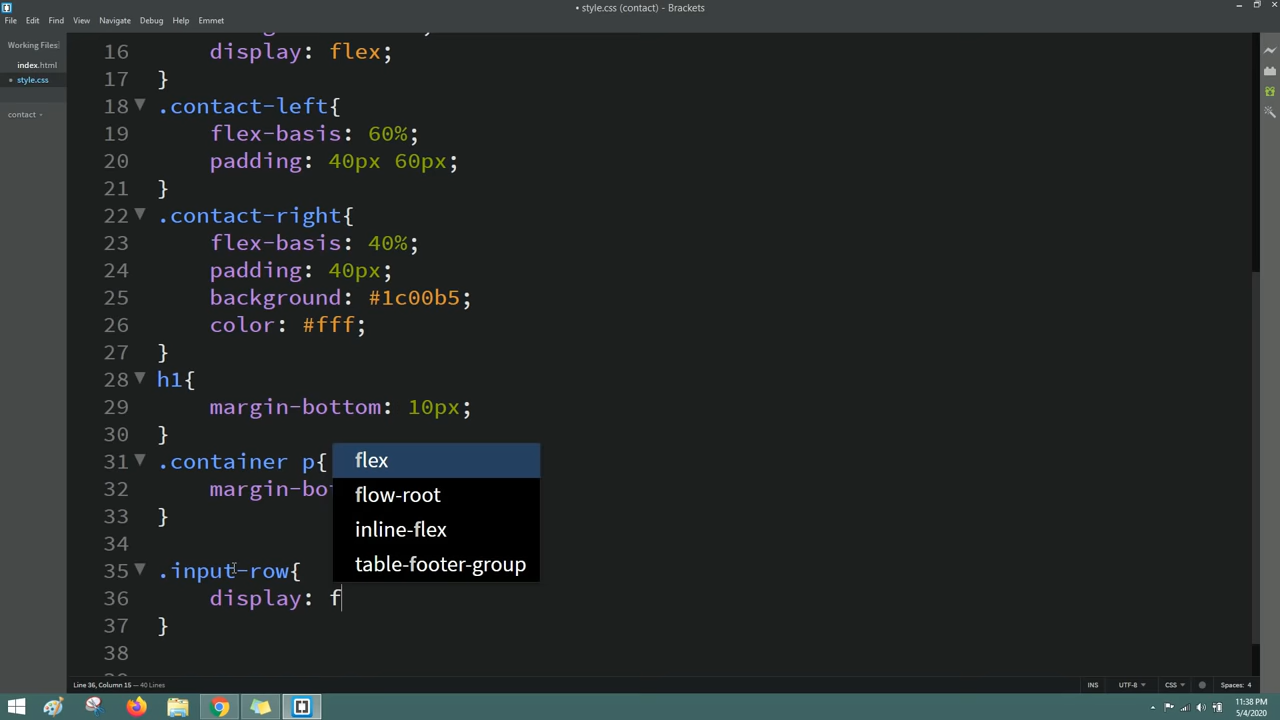 • style.css (contact) - Brackets
File Edit Find View Navigate Debug Help Emmet
Working Files
index.html
• style.css
contact
16 display: flex;
17 }
18 .contact-left{
19 flex-basis: 60%;
20 padding: 40px 60px;
21 }
22 .contact-right{
23 flex-basis: 40%;
24 padding: 40px;
25 background: #1c00b5;
26 color: #fff;
27 }
28 h1{
29 margin-bottom: 10px;
30 }
31 .container p{
32 margin-bot
33 }
34
35 .input-row{
36 display: f
37 }
38
flex
flow-root
inline-flex
table-footer-group
Line 36, Column 15 — 40 Lines
INS UTF-8 CSS Spaces: 4
11:38 PM
5/4/2020